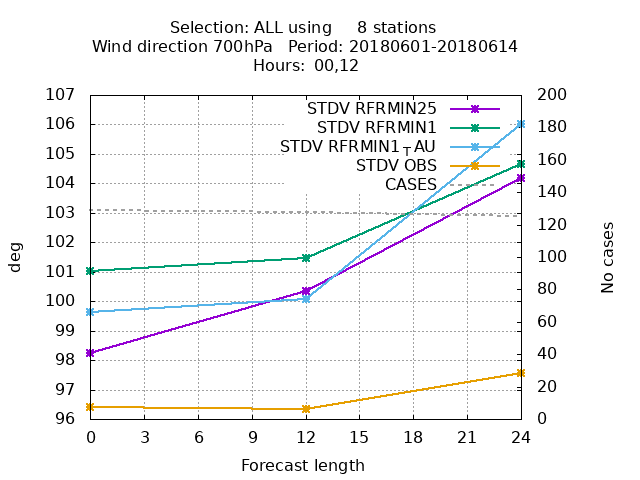 Selection: ALL using     8 stations
Wind direction 700hPa   Period: 20180601-20180614
Hours: 00,12
107
106
105
104
103
102
101
100
99
98
97
96
deg
STDV RFRMIN25
STDV RFRMIN1
STDV RFRMIN1_TAU
STDV OBS
CASES
200
180
160
140
120
100
80
60
40
20
0
No cases
0 3 6 9 12 15 18 21 24
Forecast length